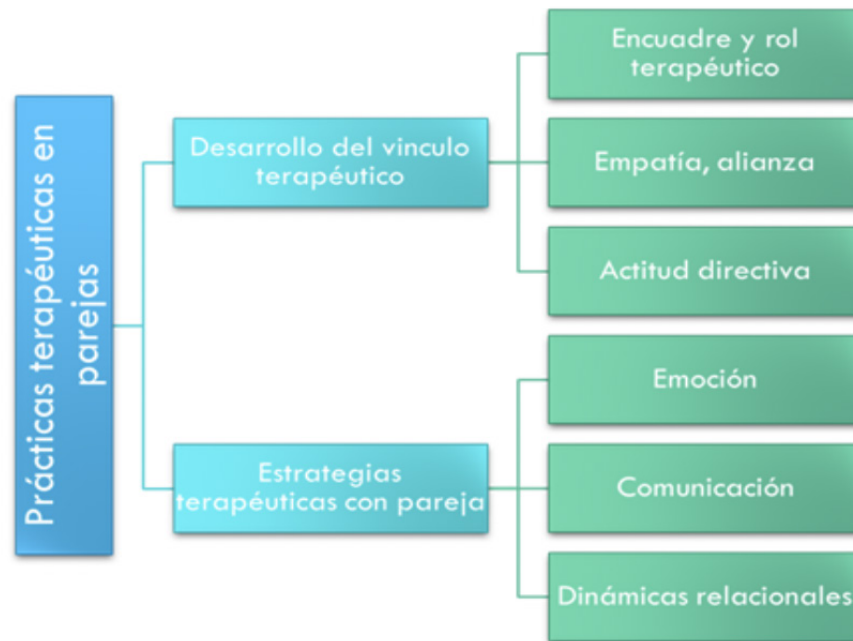 Prácticas terapéuticas en
parejas
Desarrollo del vinculo
terapéutico
Encuadre y rol
terapéutico
Empatía, alianza
Actitud directiva
Estrategias
terapéuticas con pareja
Emoción
Comunicación
Dinámicas relacionales